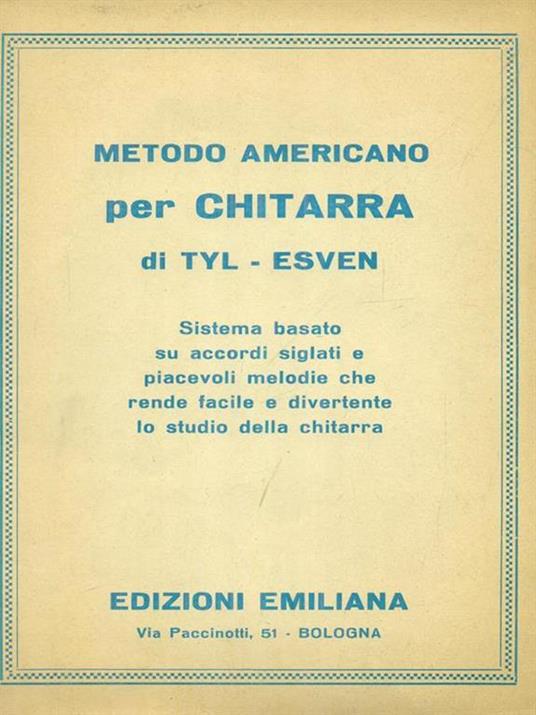 METODO AMERICANO
per CHITARRA
di TYL - ESVEN
Sistema basato
su accordi siglati e
piacevoli melodie che
rende facile e divertente
lo studio della chitarra
EDIZIONI EMILIANA
Via Paccinotti, 51 - BOLOGNA